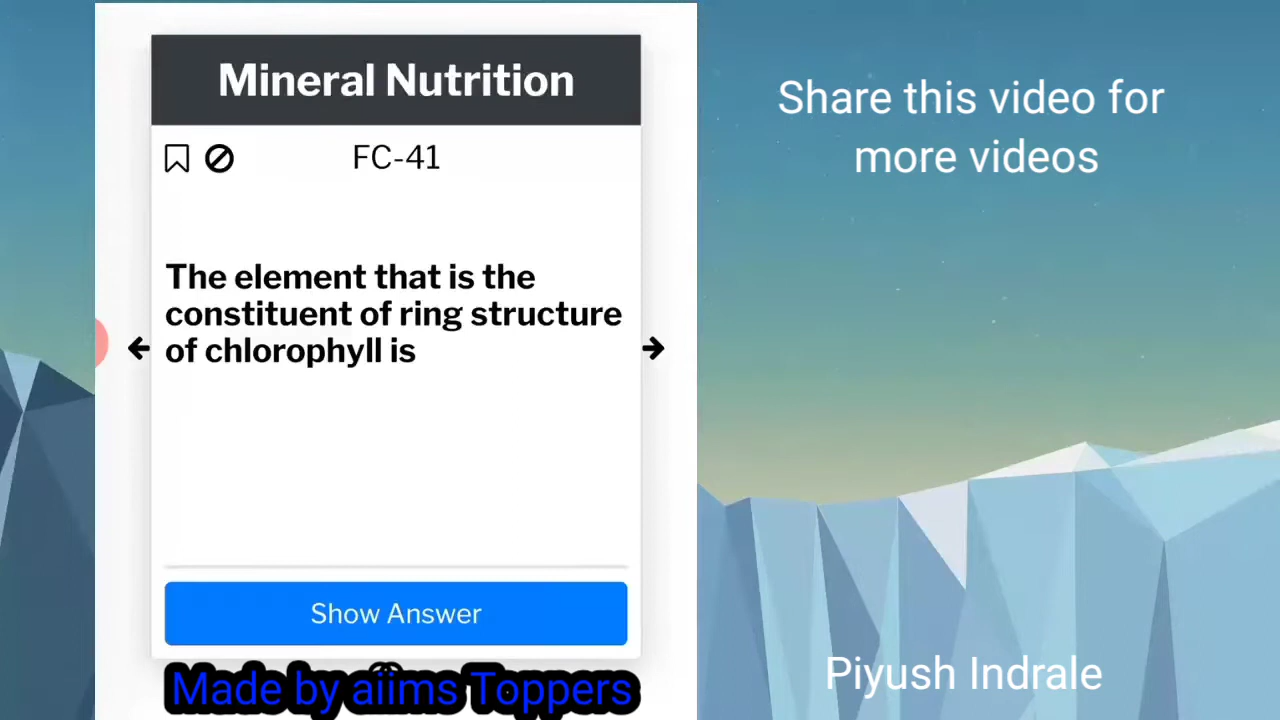 Mineral Nutrition
FC-41
The element that is the
constituent of ring structure
of chlorophyll is
Show Answer
Made by aiims Toppers
Share this video for
more videos
Piyush Indrale